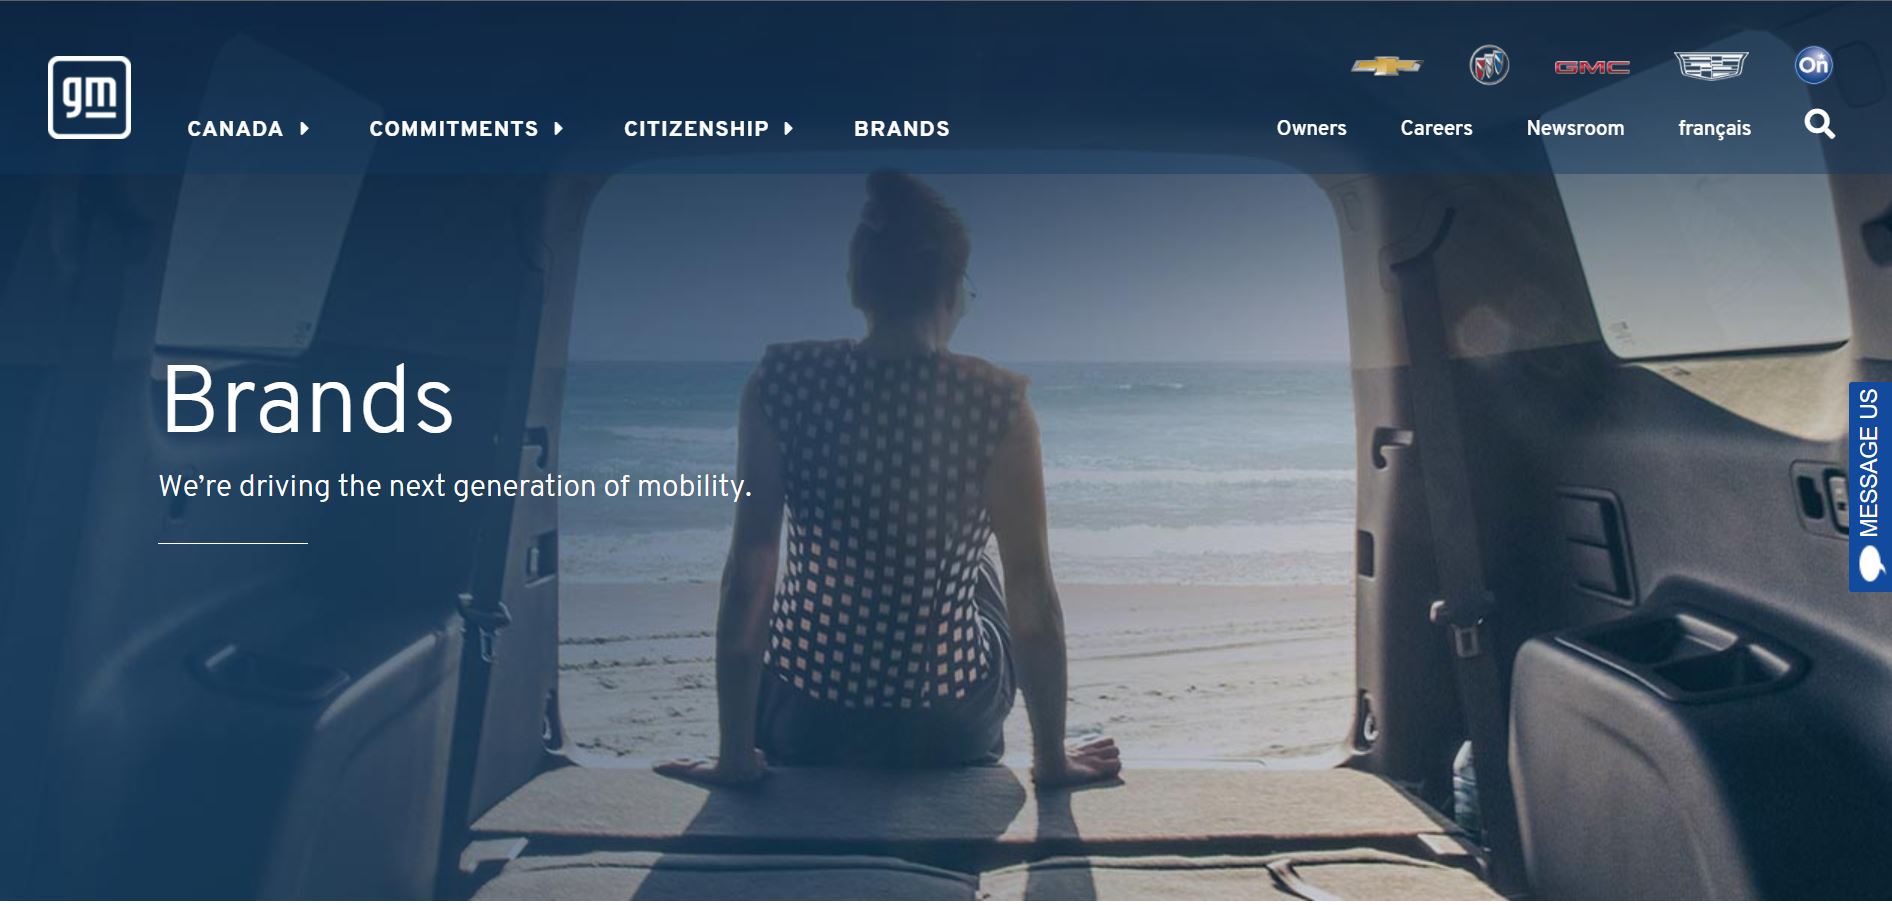 gm
GMC
On
CANADA
COMMITMENTS
CITIZENSHIP
BRANDS
Owners
Careers
Newsroom
français
Brands
We’re driving the next generation of mobility.
MESSAGE US